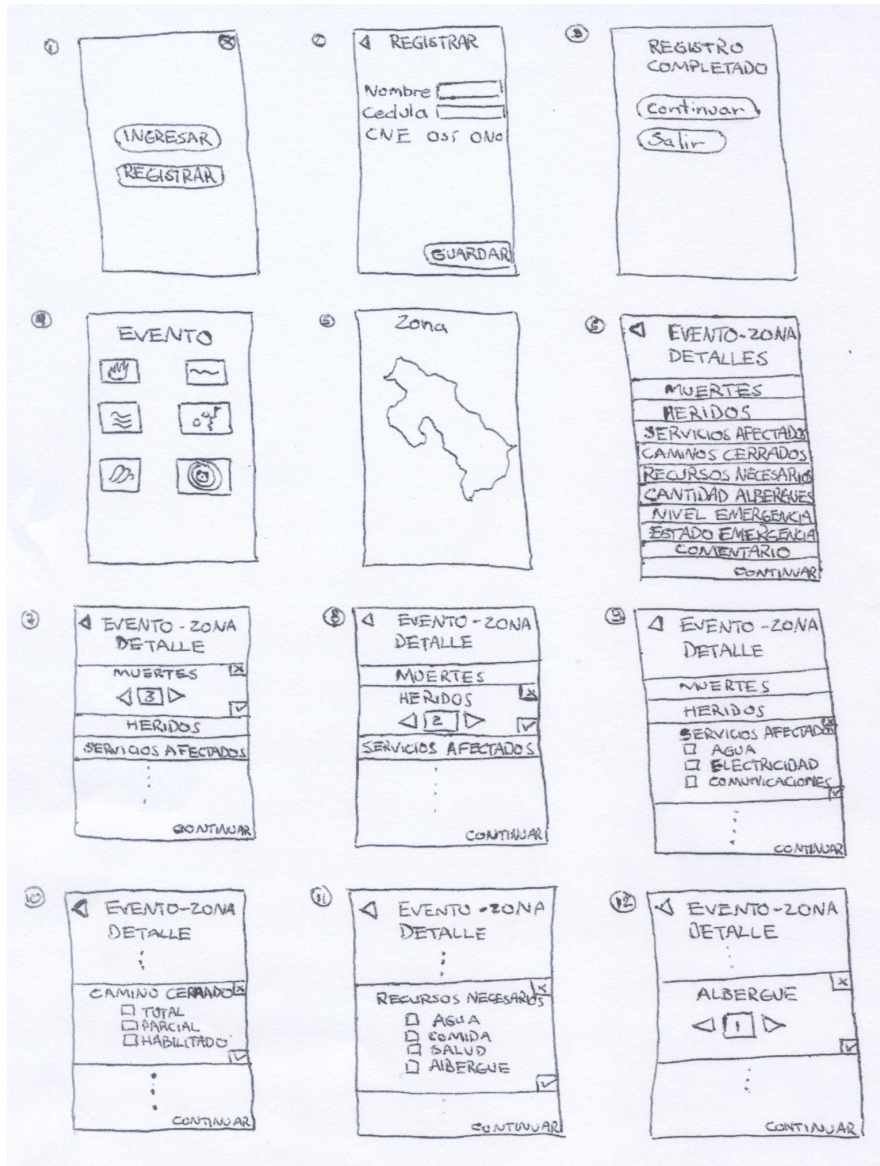 1
X
INGRESAR
REGISTRAR
2
REGISTRAR
Nombre
Cedula
CNE Sí No
GUARDAR
3
REGISTRO
COMPLETADO
Continuar
Salir
4
EVENTO
5
Zona
6
EVENTO-ZONA
DETALLES
MUERTES
HERIDOS
SERVICIOS AFECTADOS
CAMINOS CERRADOS
RECURSOS NECESARIO
CANTIDAD ALBERGUES
NIVEL EMERGENCIA
ESTADO EMERGENCIA
COMENTARIO
CONTINUAR
7
EVENTO-ZONA
DETALLE
MUERTES X
3
HERIDOS
SERVICIOS AFECTADOS
CONTINUAR
8
EVENTO-ZONA
DETALLE
MUERTES
HERIDOS X
2
SERVICIOS AFECTADOS
CONTINUAR
9
EVENTO-ZONA
DETALLE
MUERTES
HERIDOS
SERVICIOS AFECTADOS X
AGUA
ELECTRICIDAD
COMUNICACIONES
CONTINUAR
10
EVENTO-ZONA
DETALLE
CAMINO CERRADO X
TOTAL
PARCIAL
HABILITADO
CONTINUAR
11
EVENTO-ZONA
DETALLE
RECURSOS NECESARIOS X
AGUA
COMIDA
SALUD
ALBERGUE
CONTINUAR
12
EVENTO-ZONA
DETALLE
X
ALBERGUE
1
CONTINUAR